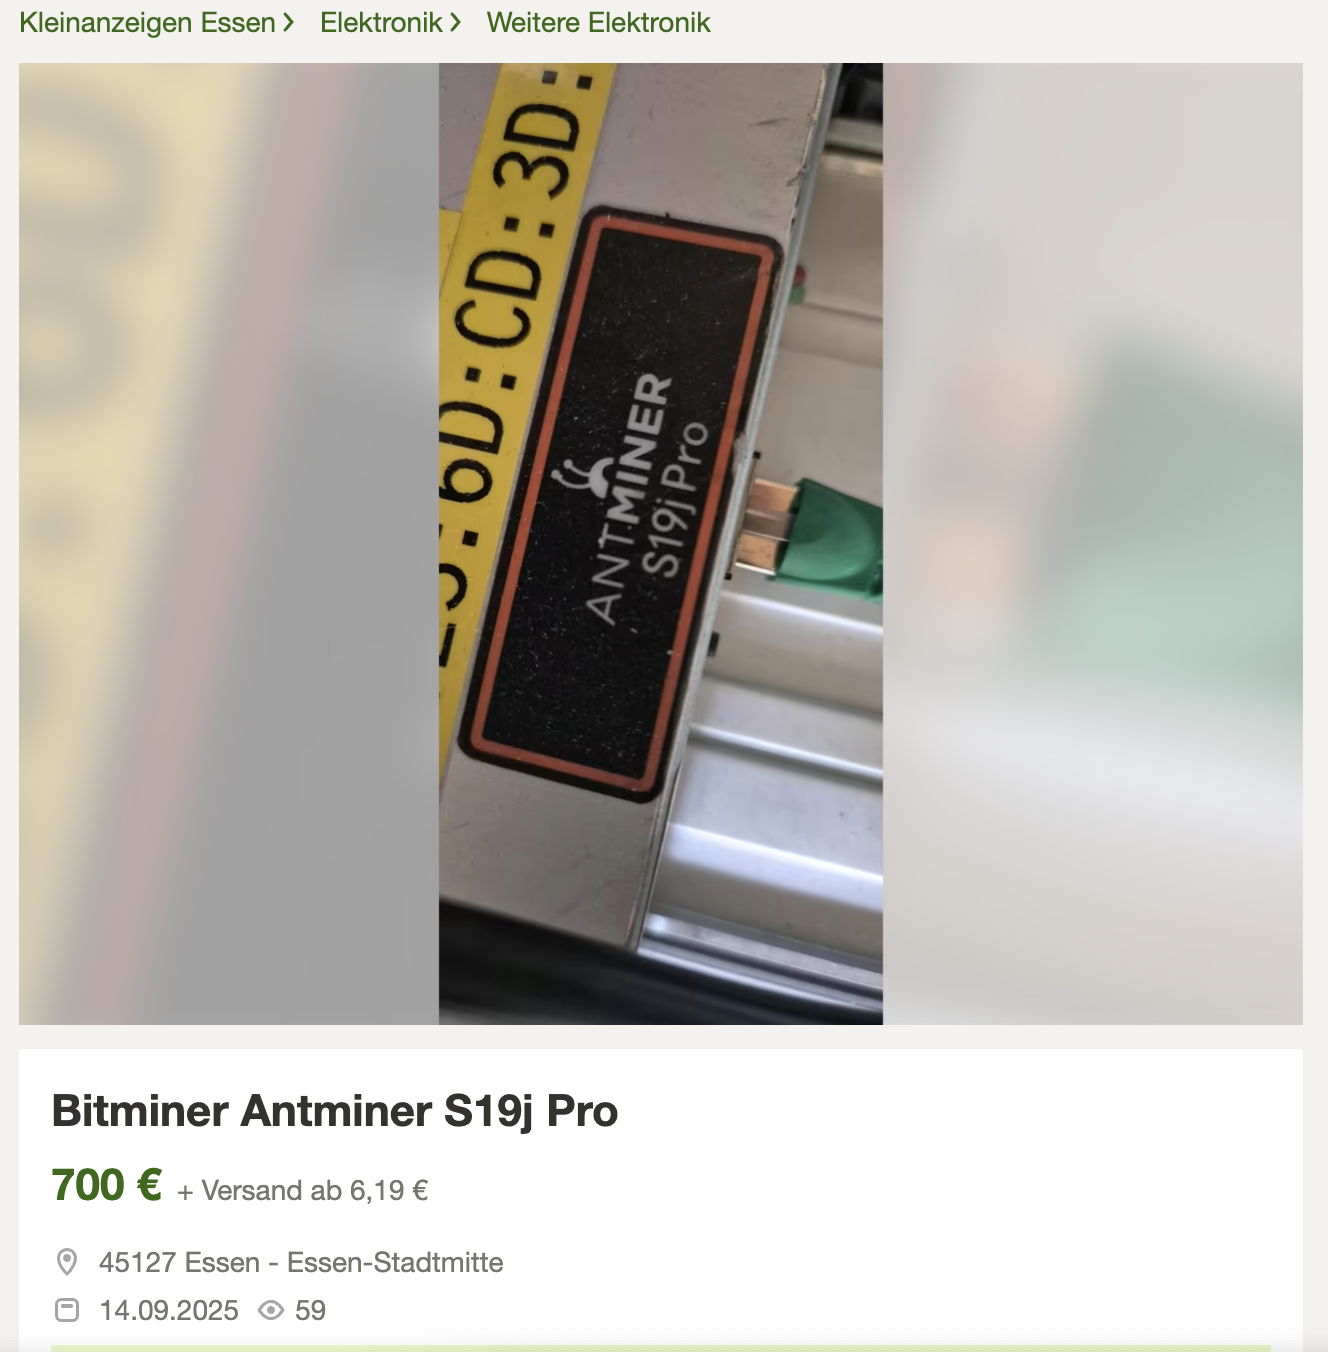 Kleinanzeigen Essen Elektronik Weitere Elektronik
:6D:CD:3D:
ANTMINER
S19j Pro
Bitminer Antminer S19j Pro
700 € + Versand ab 6,19 €
45127 Essen - Essen-Stadtmitte
14.09.2025 59